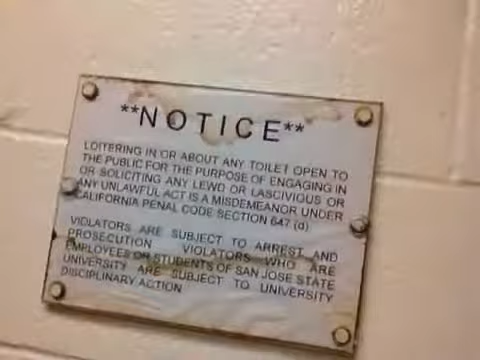 **NOTICE**
LOITERING IN OR ABOUT ANY TOILET OPEN TO
THE PUBLIC FOR THE PURPOSE OF ENGAGING IN
OR SOLICITING ANY LEWD OR LASCIVIOUS OR
ANY UNLAWFUL ACT IS A MISDEMEANOR UNDER
CALIFORNIA PENAL CODE SECTION 647 (d)
VIOLATORS ARE SUBJECT TO ARREST AND
PROSECUTION VIOLATORS WHO ARE
EMPLOYEES OR STUDENTS OF SAN JOSE STATE
UNIVERSITY ARE SUBJECT TO UNIVERSITY
DISCIPLINARY ACTION